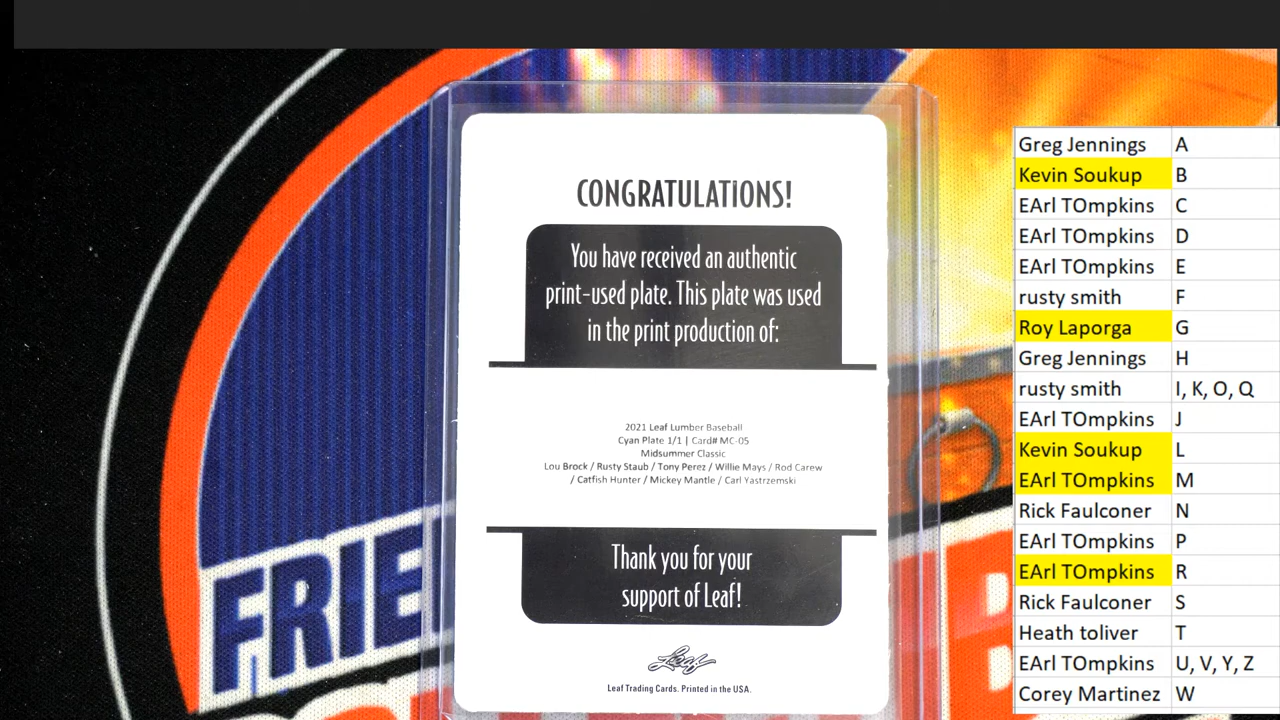 CONGRATULATIONS!
You have received an authentic
print-used plate. This plate was used
in the print production of:
2021 Leaf Lumber Baseball
Cyan Plate 1/1 | Card# MC-05
Midsummer Classic
Lou Brock / Rusty Staub / Tony Perez / Willie Mays / Rod Carew
/ Catfish Hunter / Mickey Mantle / Carl Yastrzemski
Thank you for your
support of Leaf!
Leaf
Leaf Trading Cards. Printed in the USA.
FRIE
Greg Jennings A
Kevin Soukup B
EArl TOmpkins C
EArl TOmpkins D
EArl TOmpkins E
rusty smith F
Roy Laporga G
Greg Jennings H
rusty smith I, K, O, Q
EArl TOmpkins J
Kevin Soukup L
EArl TOmpkins M
Rick Faulconer N
EArl TOmpkins P
EArl TOmpkins R
Rick Faulconer S
Heath toliver T
EArl TOmpkins U, V, Y, Z
Corey Martinez W